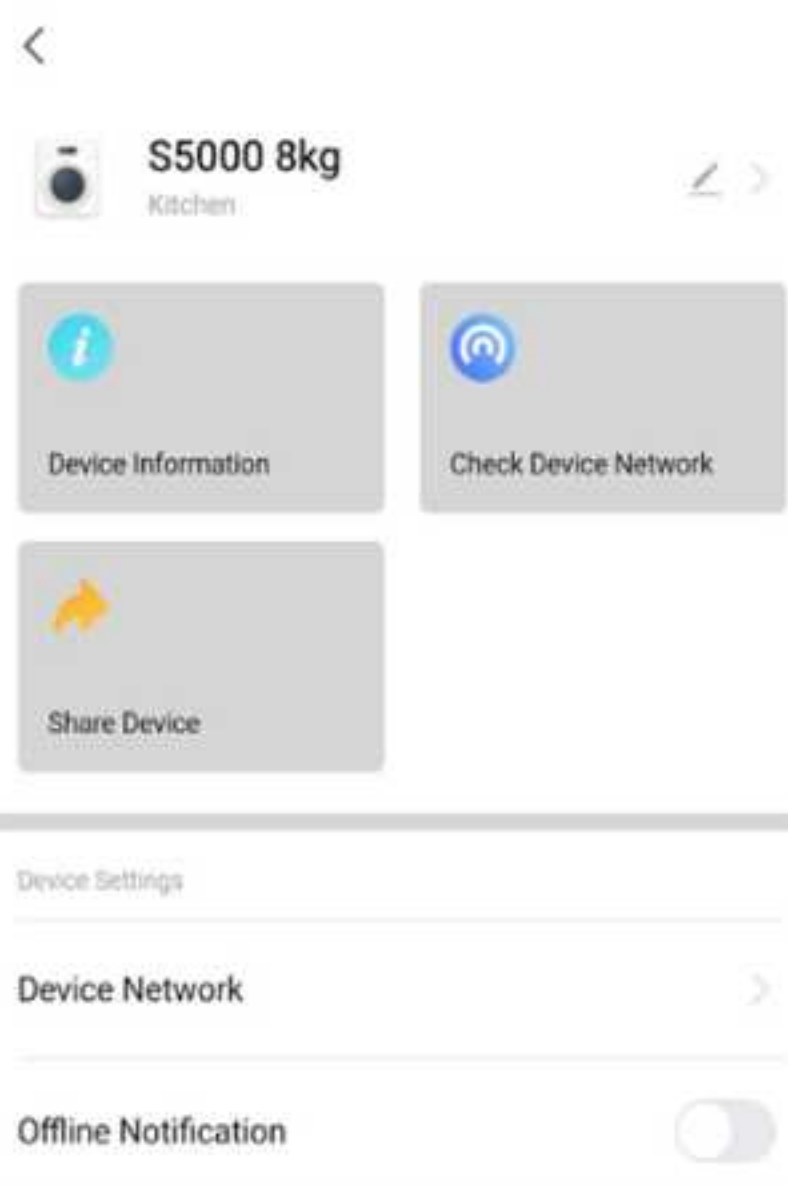 S5000 8kg
Kitchen
Device Information
Check Device Network
Share Device
Device Settings
Device Network
Offline Notification